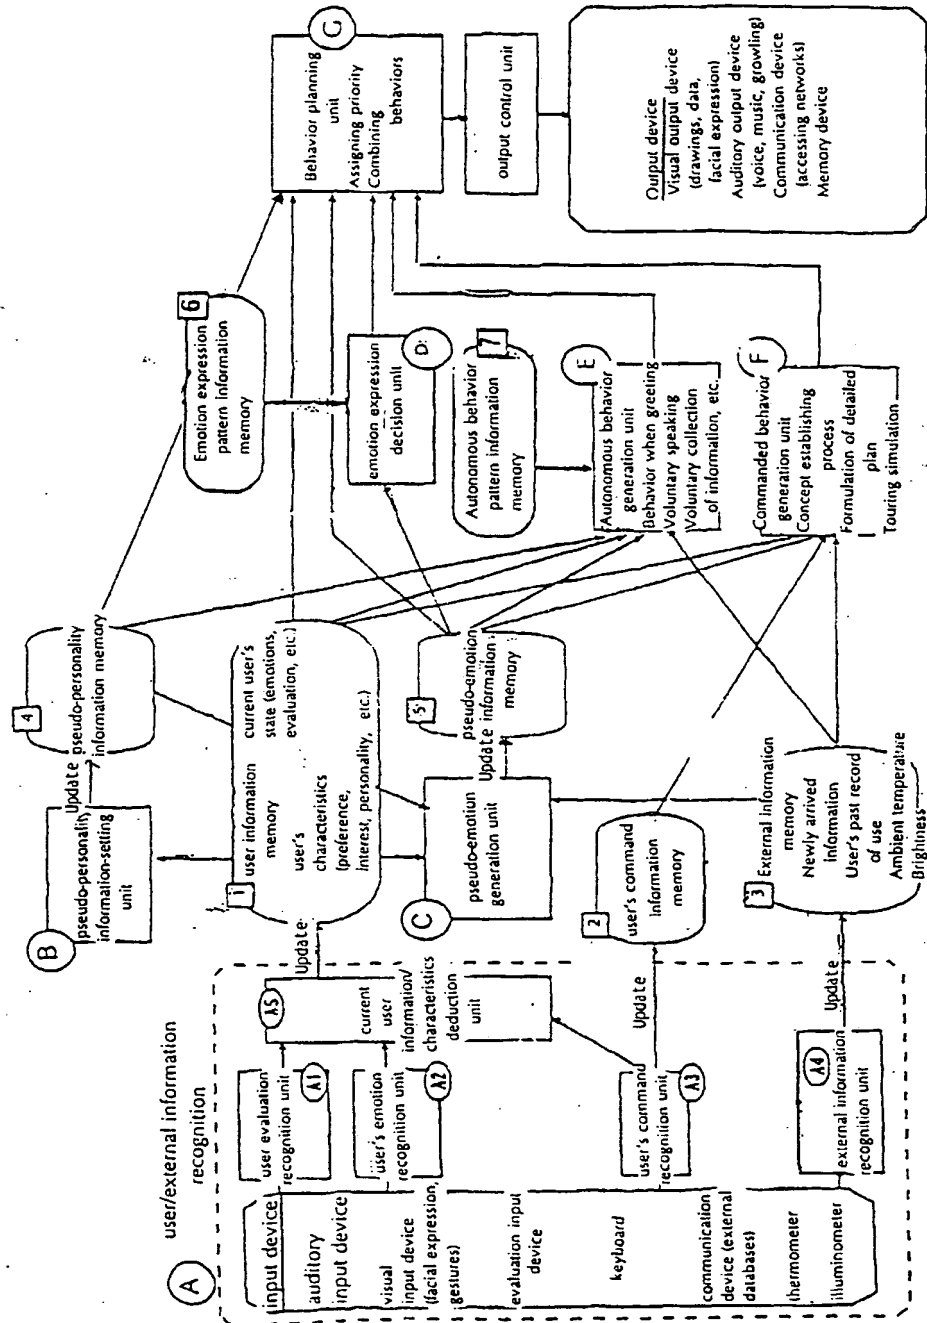 user/external information
recognition
A
input device
auditory
input device
visual
input device
(facial expression,
gestures)
evaluation input
device
keyboard
communication
device (external
databases)
thermometer
illuminometer
user evaluation
recognition unit
A1
user's emotion
recognition unit
A2
user's command
recognition unit
A3
A4
external information
recognition unit
A5
current
user
information/
characteristics
deduction
unit
Update
Update
Update
B
pseudo-personality
information-setting
unit
Update
4
pseudo-personality
information memory
1
user information
memory
user's
characteristics
(preference,
interest, personality, etc.)
current user's
state (emotions,
evaluation, etc.)
C
pseudo-emotion
generation unit
Update
5
pseudo-emotion
information
memory
2
user's command
information
memory
3
External information
memory
Newly arrived
Information
User's past record
of use
Ambient temperature
Brightness
6
Emotion expression
pattern information
memory
emotion expression
decision unit
D
7
Autonomous behavior
pattern information
memory
E
Autonomous behavior
generation unit
Behavior when greeting
Voluntary speaking
Voluntary collection
of information, etc.
F
Commanded behavior
generation unit
Concept establishing
process
Formulation of detailed
plan
Touring simulation
G
Behavior planning
unit
Assigning priority
Combining
behaviors
output control unit
Output device
Visual output device
(drawings, data,
facial expression)
Auditory output device
(voice, music, growling)
Communication device
(accessing networks)
Memory device